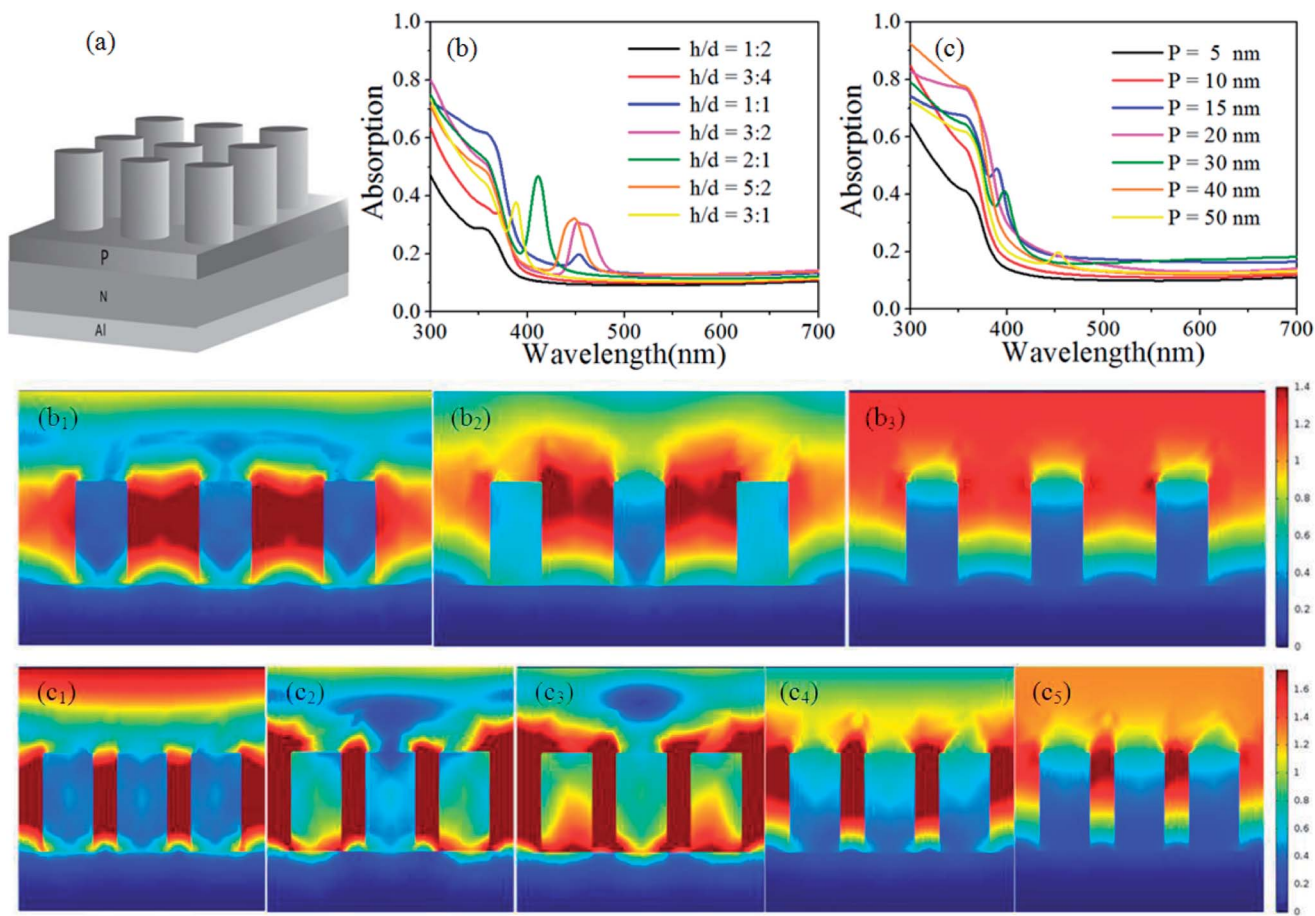 (a)
P
N
Al
(b)
h/d = 1:2
h/d = 3:4
h/d = 1:1
h/d = 3:2
h/d = 2:1
h/d = 5:2
h/d = 3:1
1.0
0.8
0.6
0.4
0.2
0.0
Absorption
300 400 500 600 700
Wavelength(nm)
(c)
P = 5 nm
P = 10 nm
P = 15 nm
P = 20 nm
P = 30 nm
P = 40 nm
P = 50 nm
1.0
0.8
0.6
0.4
0.2
0.0
Absorption
300 400 500 600 700
Wavelength(nm)
(b₁) (b₂) (b₃)
1.4
1.2
1
0.8
0.6
0.4
0.2
0
(c₁) (c₂) (c₃) (c₄) (c₅)
1.6
1.4
1.2
1
0.8
0.6
0.4
0.2
0